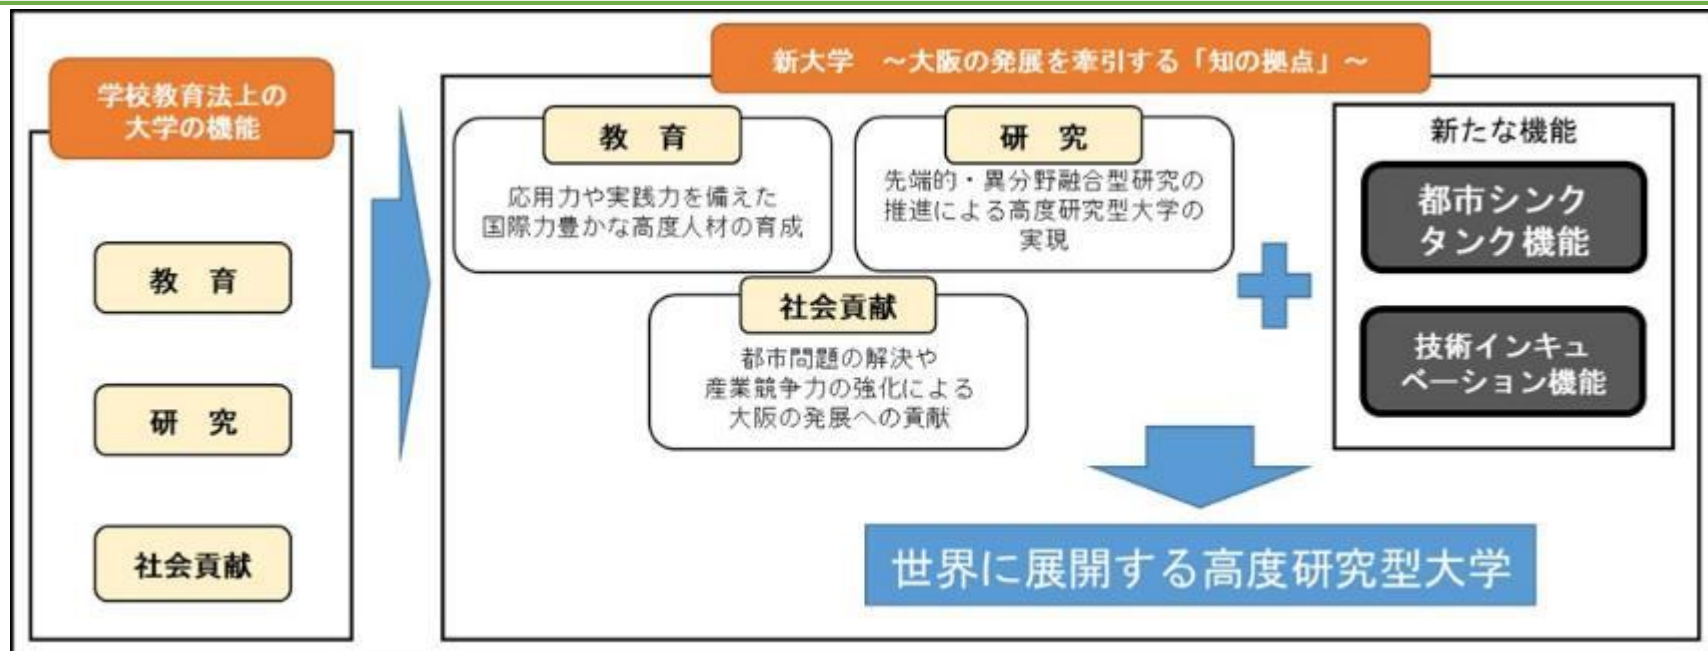 学校教育法上の
大学の機能
教 育
研 究
社会貢献
新大学 ～大阪の発展を牽引する「知の拠点」～
教 育
応用力や実践力を備えた
国際力豊かな高度人材の育成
研 究
先端的・異分野融合型研究の
推進による高度研究型大学の
実現
社会貢献
都市問題の解決や
産業競争力の強化による
大阪の発展への貢献
新たな機能
都市シンク
タンク機能
技術インキュ
ベーション機能
世界に展開する高度研究型大学